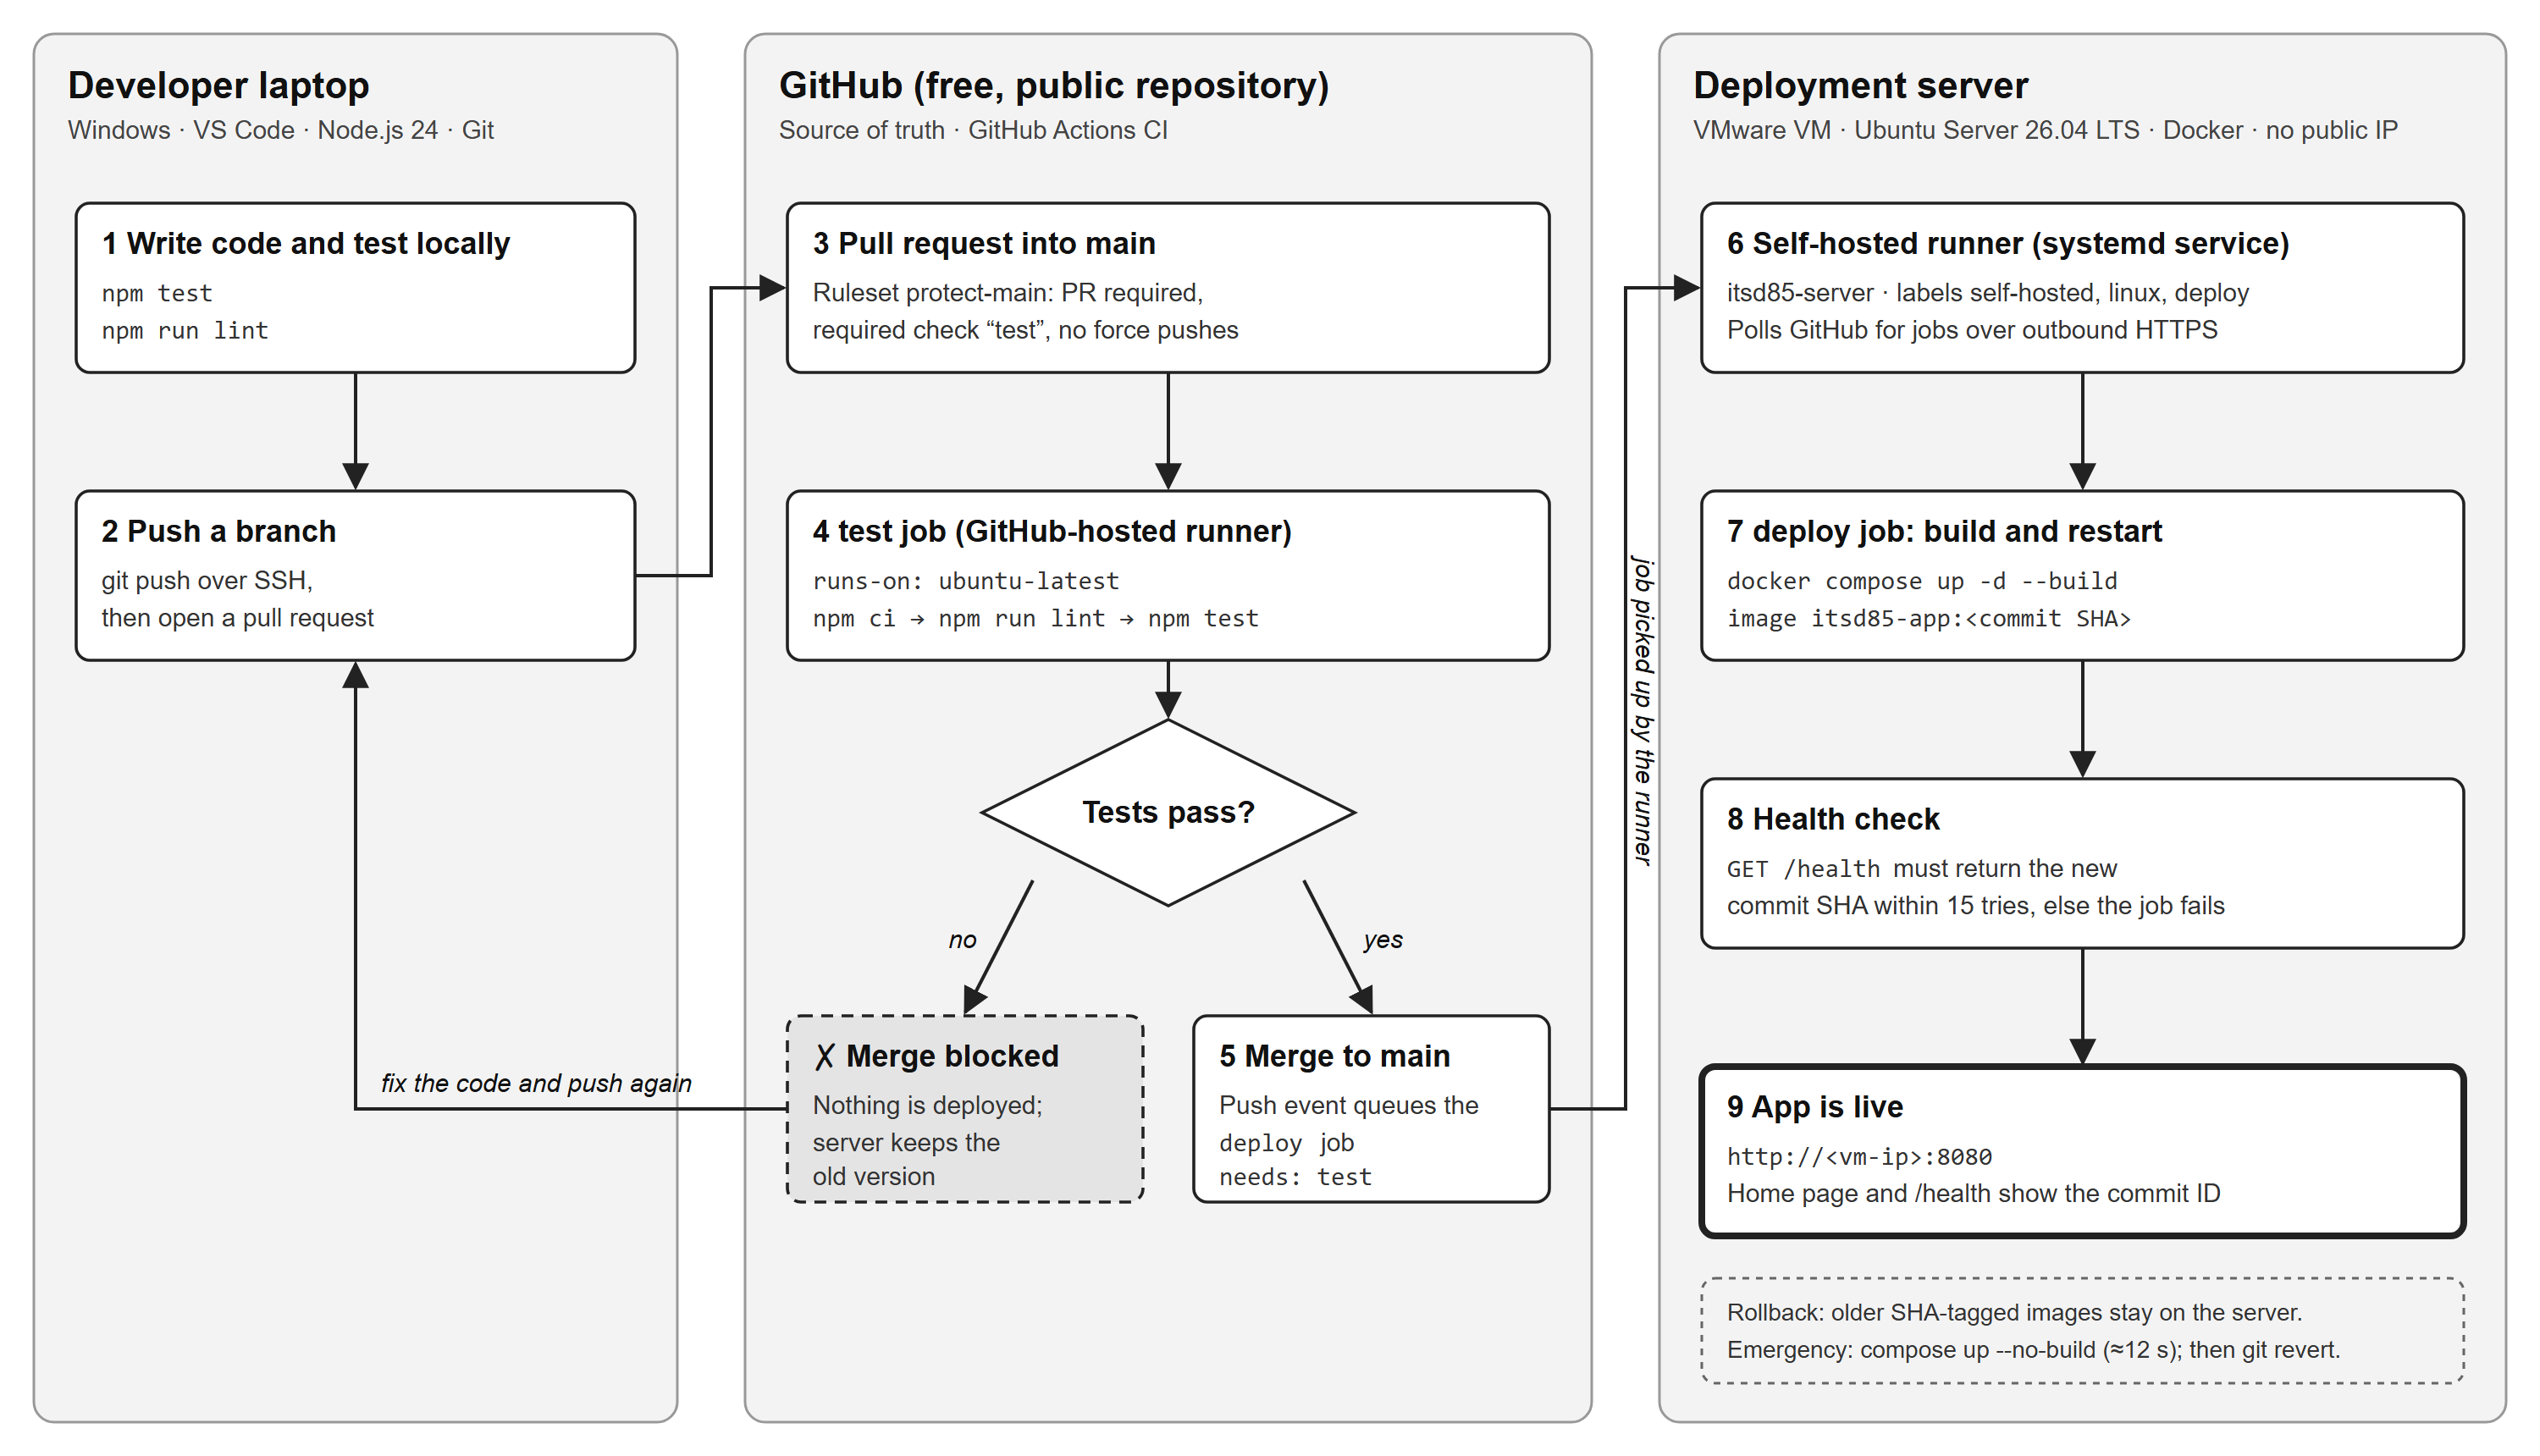 Developer laptop
Windows · VS Code · Node.js 24 · Git
1 Write code and test locally
npm test
npm run lint
2 Push a branch
git push over SSH,
then open a pull request
fix the code and push again
GitHub (free, public repository)
Source of truth · GitHub Actions CI
3 Pull request into main
Ruleset protect-main: PR required,
required check “test”, no force pushes
4 test job (GitHub-hosted runner)
runs-on: ubuntu-latest
npm ci → npm run lint → npm test
Tests pass?
no
yes
✗ Merge blocked
Nothing is deployed;
server keeps the
old version
5 Merge to main
Push event queues the
deploy job
needs: test
job picked up by the runner
Deployment server
VMware VM · Ubuntu Server 26.04 LTS · Docker · no public IP
6 Self-hosted runner (systemd service)
itsd85-server · labels self-hosted, linux, deploy
Polls GitHub for jobs over outbound HTTPS
7 deploy job: build and restart
docker compose up -d --build
image itsd85-app:<commit SHA>
8 Health check
GET /health must return the new
commit SHA within 15 tries, else the job fails
9 App is live
http://<vm-ip>:8080
Home page and /health show the commit ID
Rollback: older SHA-tagged images stay on the server.
Emergency: compose up --no-build (≈12 s); then git revert.